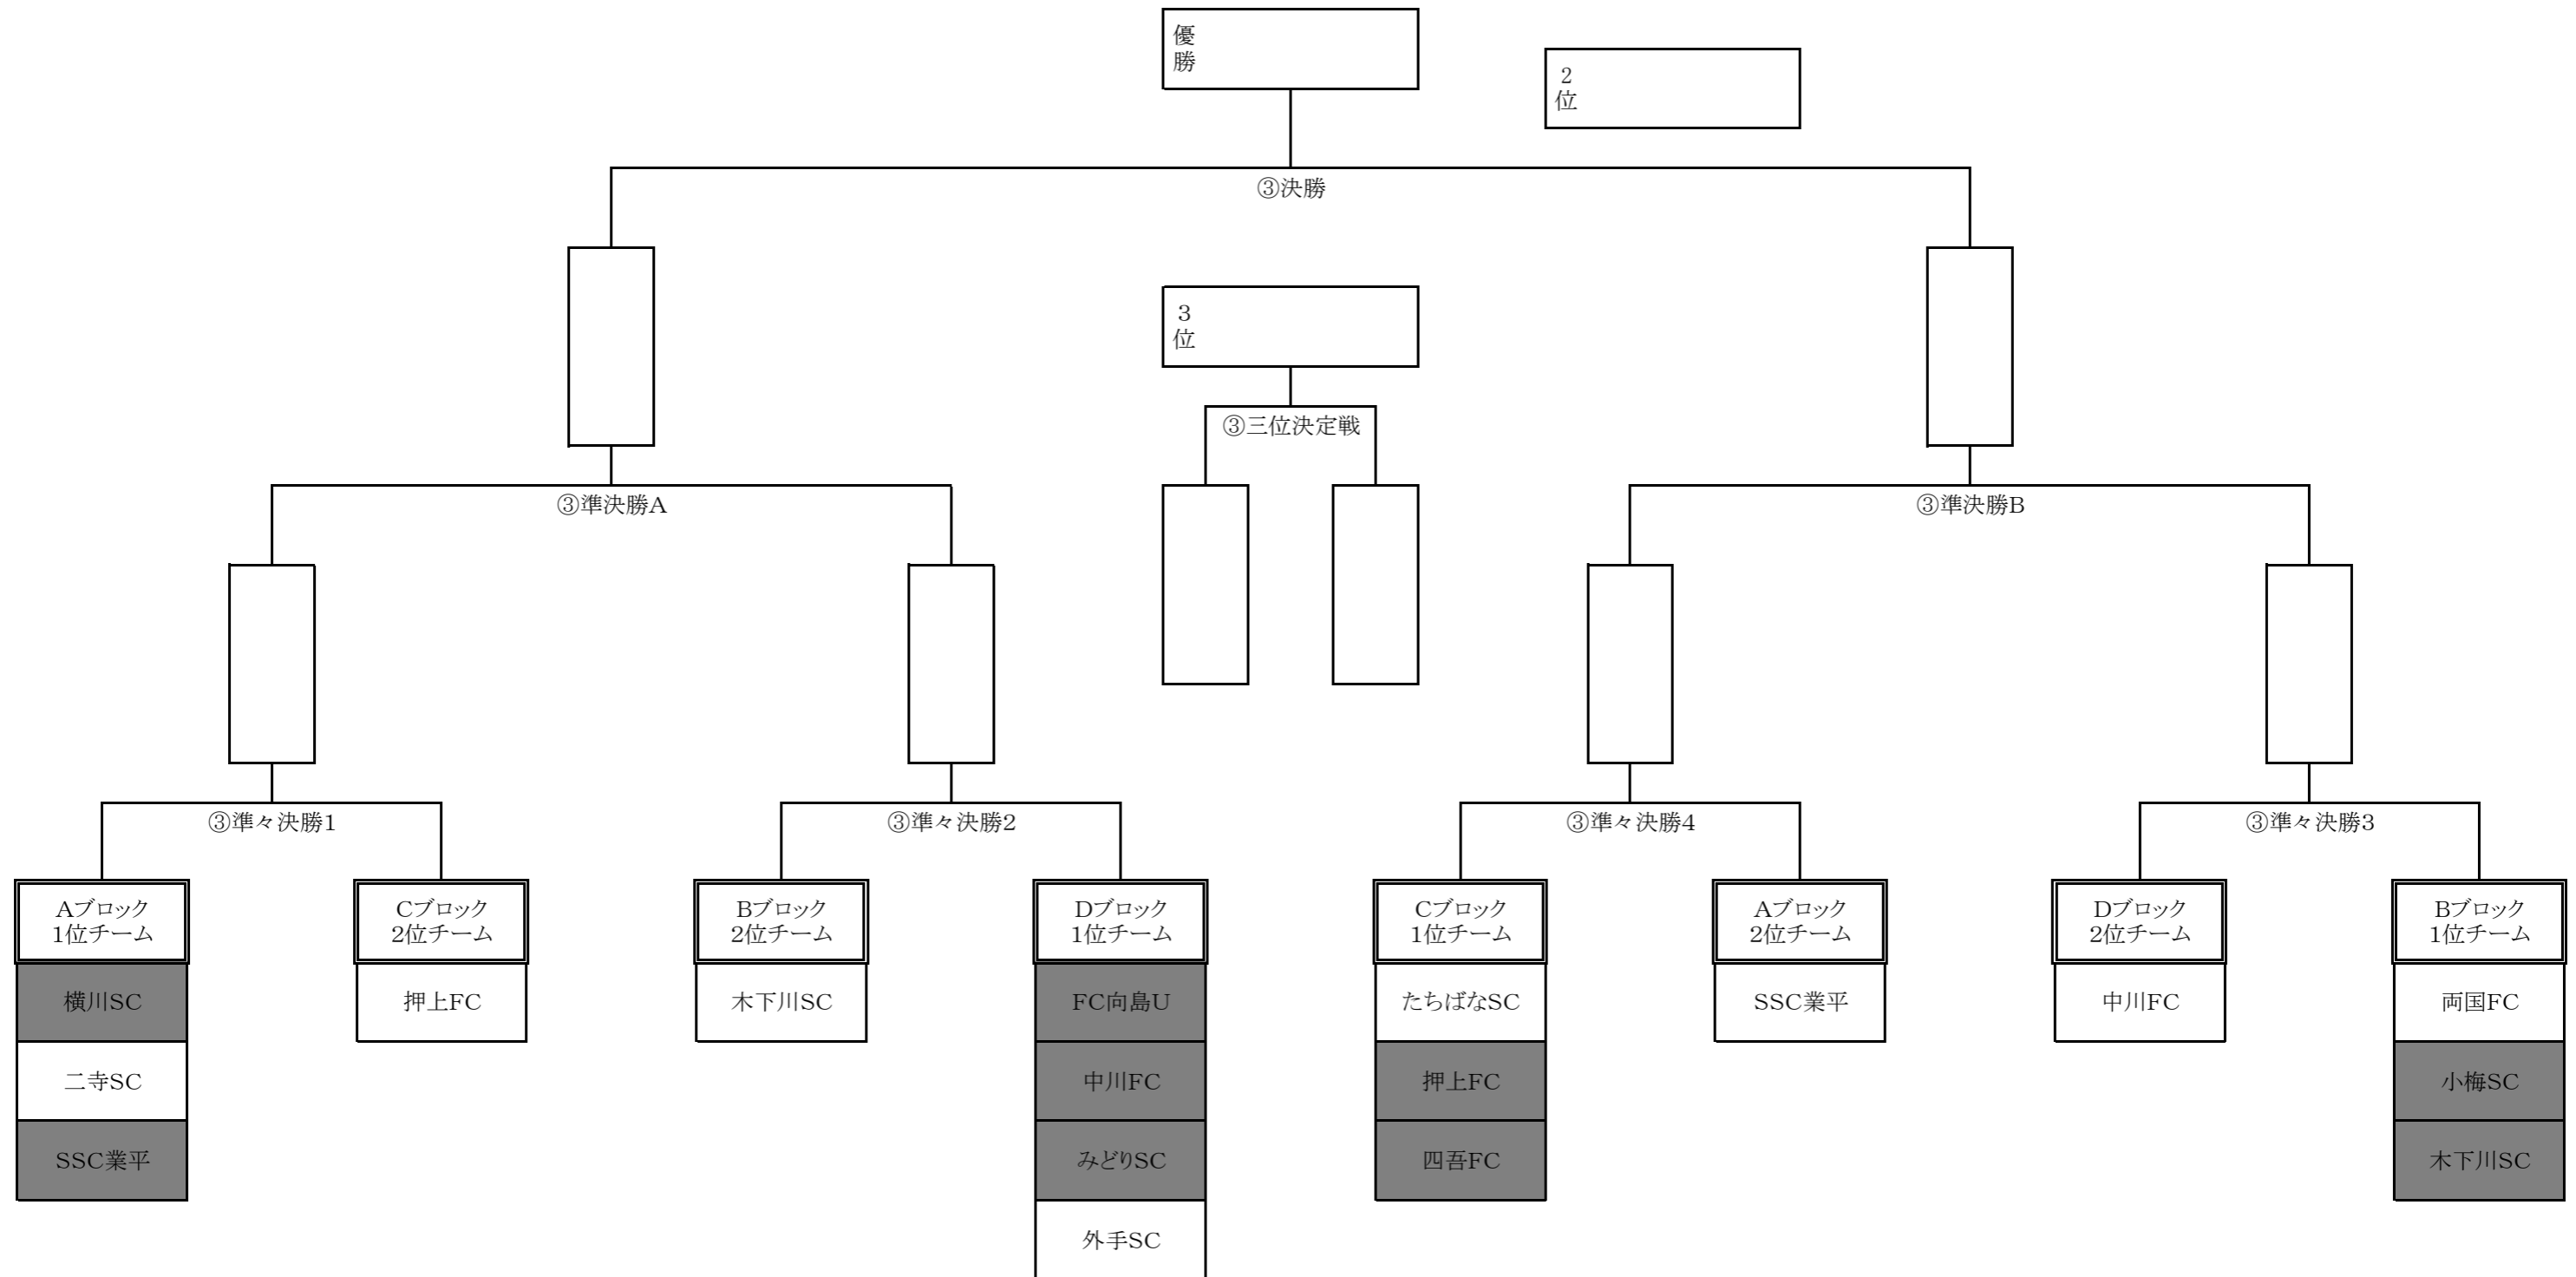 優
勝
2
位
③決勝
3
位
③三位決定戦
③準決勝A
③準決勝B
③準々決勝1
③準々決勝2
③準々決勝4
③準々決勝3
Aブロック
1位チーム
Cブロック
2位チーム
Bブロック
2位チーム
Dブロック
1位チーム
Cブロック
1位チーム
Aブロック
2位チーム
Dブロック
2位チーム
Bブロック
1位チーム
横川SC
押上FC
木下川SC
FC向島U
たちばなSC
SSC業平
中川FC
両国FC
二寺SC
中川FC
押上FC
小梅SC
SSC業平
みどりSC
四吾FC
木下川SC
外手SC